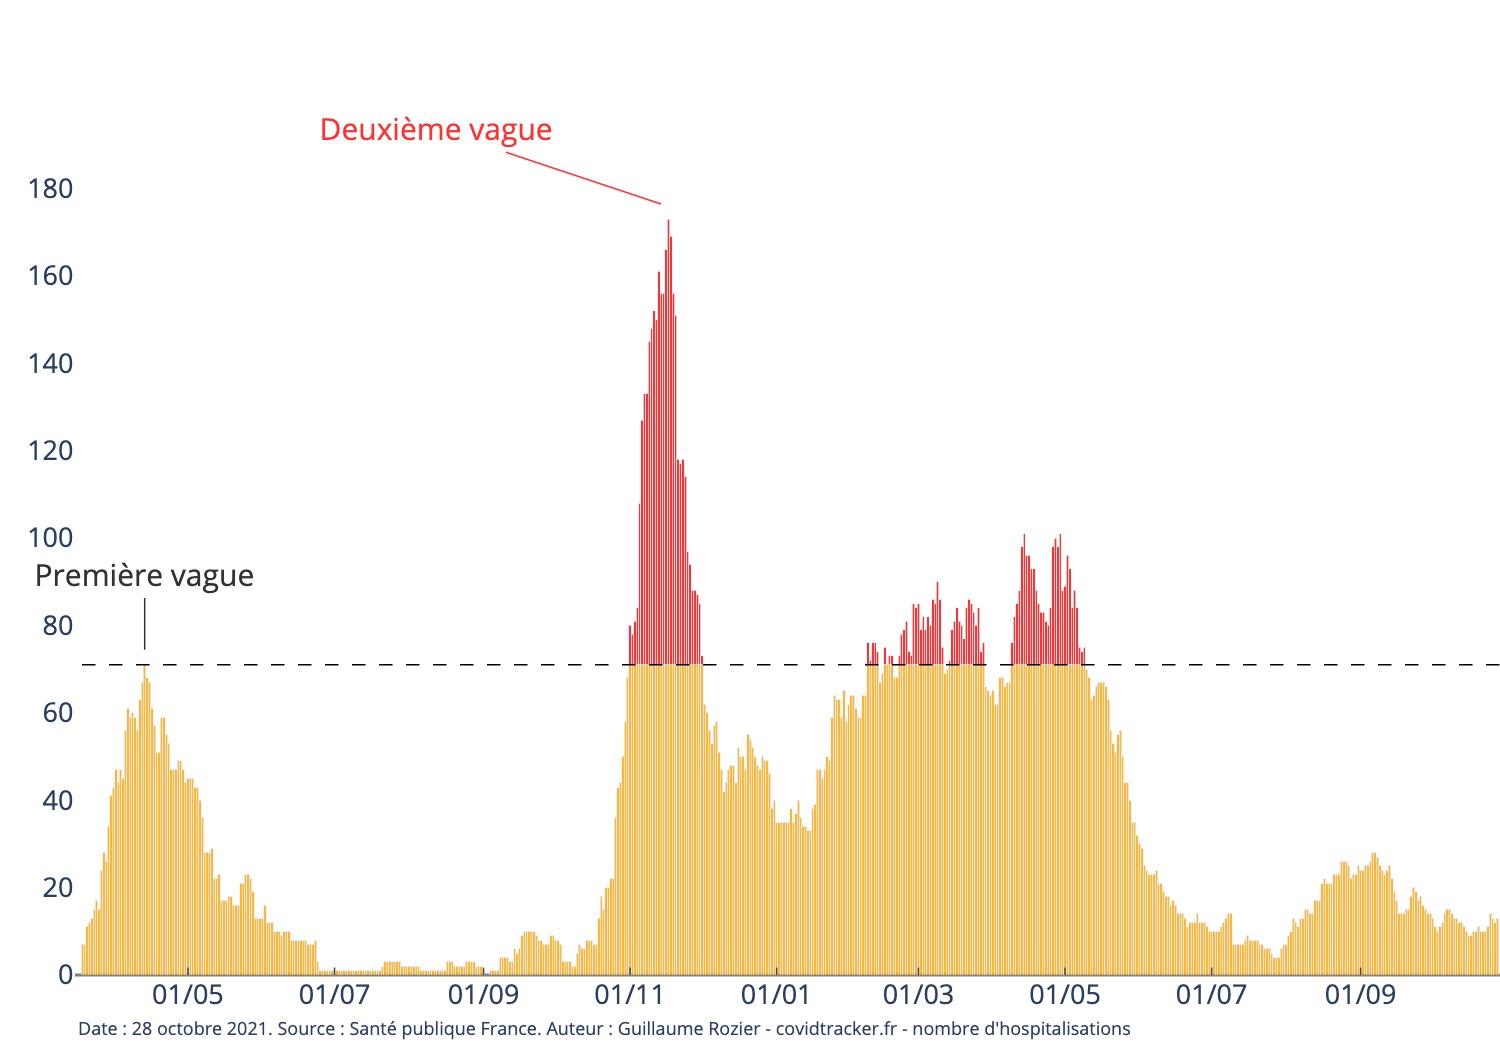 Deuxième vague
180
160
140
120
100
Première vague
80
60
40
20
0
01/05 01/07 01/09 01/11 01/01 01/03 01/05 01/07 01/09
Date : 28 octobre 2021. Source : Santé publique France. Auteur : Guillaume Rozier - covidtracker.fr - nombre d'hospitalisations